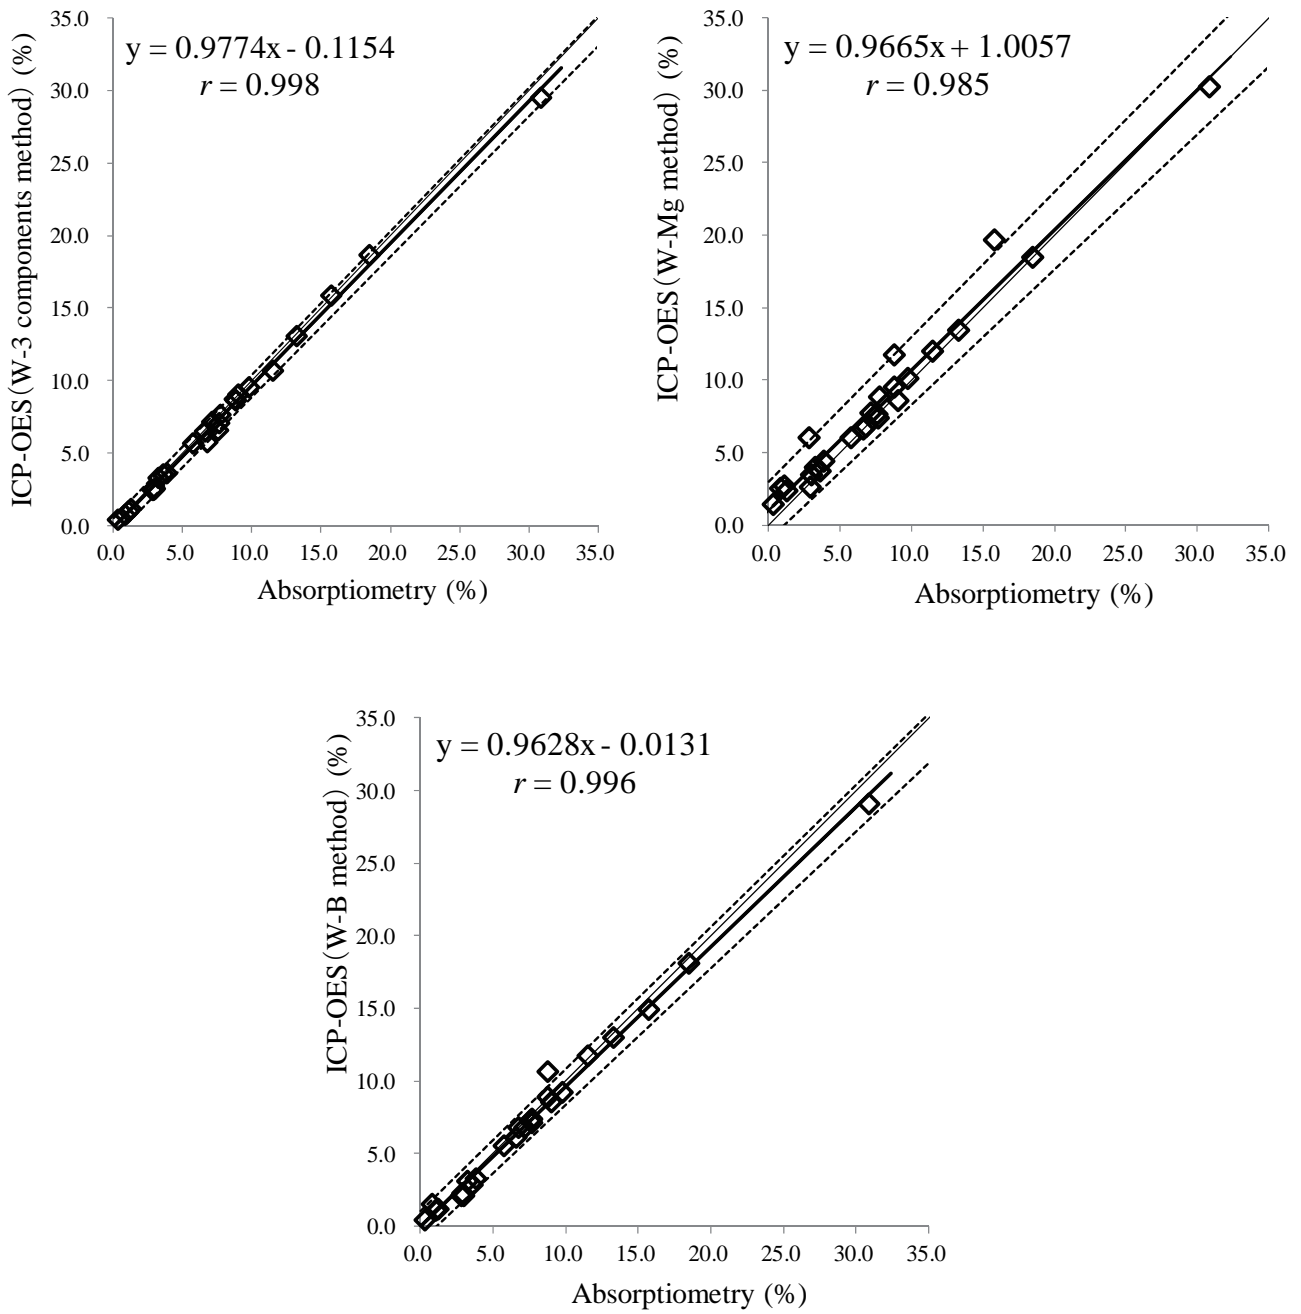 y = 0.9774x - 0.1154
r = 0.998
ICP-OES(W-3 components method) (%)
35.0
30.0
25.0
20.0
15.0
10.0
5.0
0.0
0.0 5.0 10.0 15.0 20.0 25.0 30.0 35.0
Absorptiometry (%)
y = 0.9665x + 1.0057
r = 0.985
ICP-OES(W-Mg method) (%)
35.0
30.0
25.0
20.0
15.0
10.0
5.0
0.0
0.0 5.0 10.0 15.0 20.0 25.0 30.0 35.0
Absorptiometry (%)
y = 0.9628x - 0.0131
r = 0.996
ICP-OES(W-B method) (%)
35.0
30.0
25.0
20.0
15.0
10.0
5.0
0.0
0.0 5.0 10.0 15.0 20.0 25.0 30.0 35.0
Absorptiometry (%)